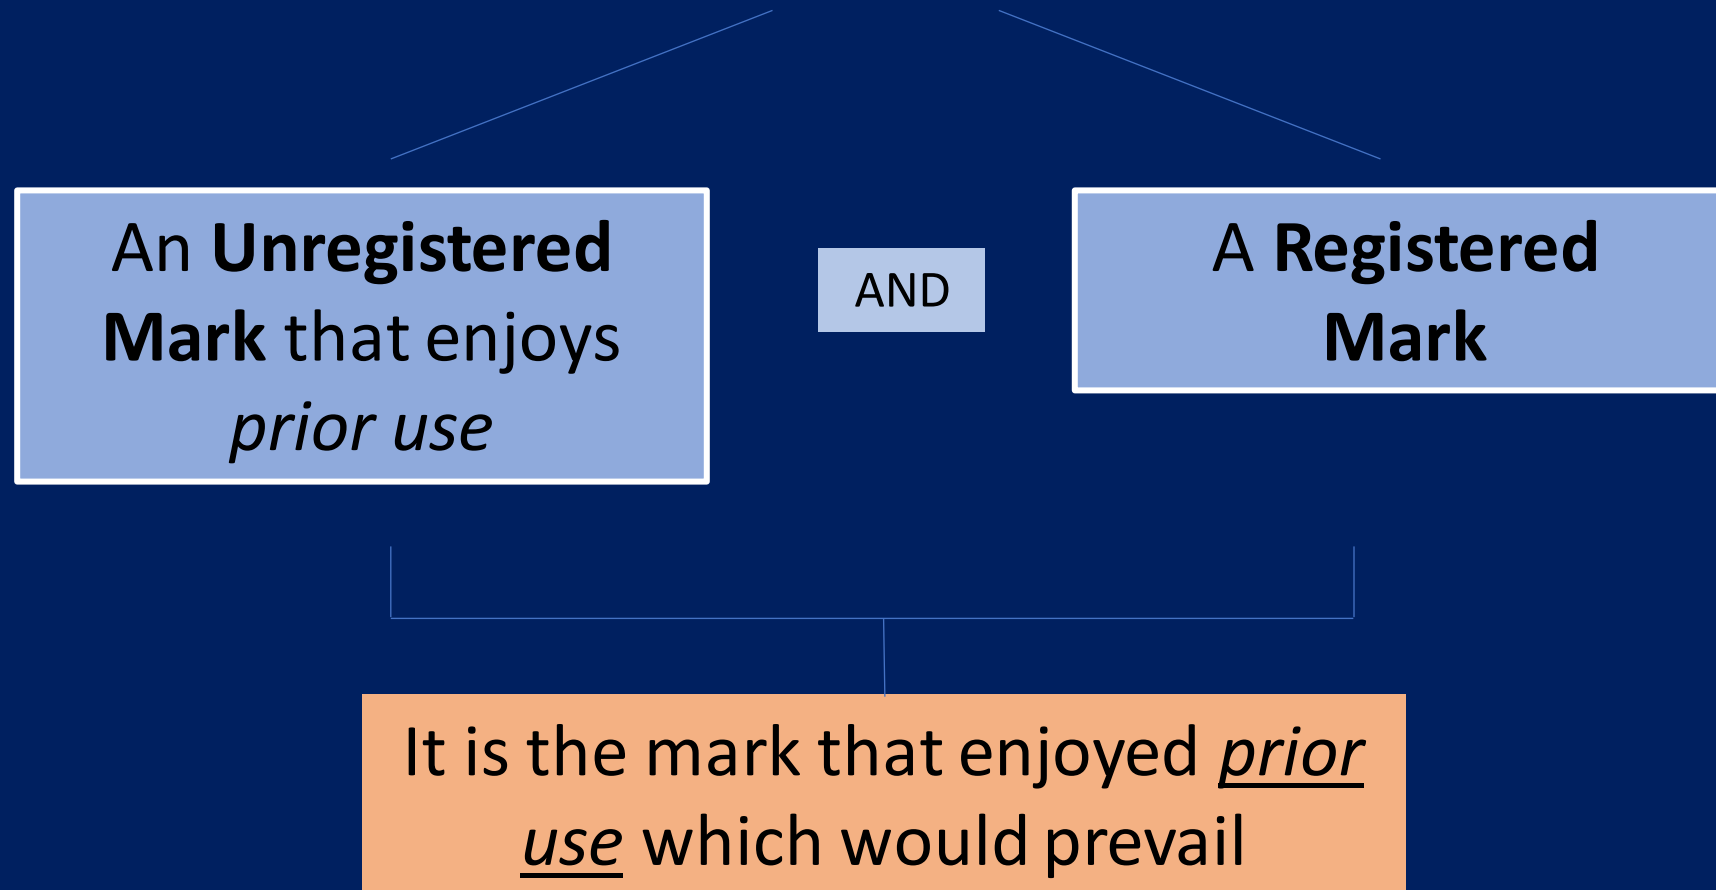 An Unregistered
Mark that enjoys
prior use
AND
A Registered
Mark
It is the mark that enjoyed prior
use which would prevail